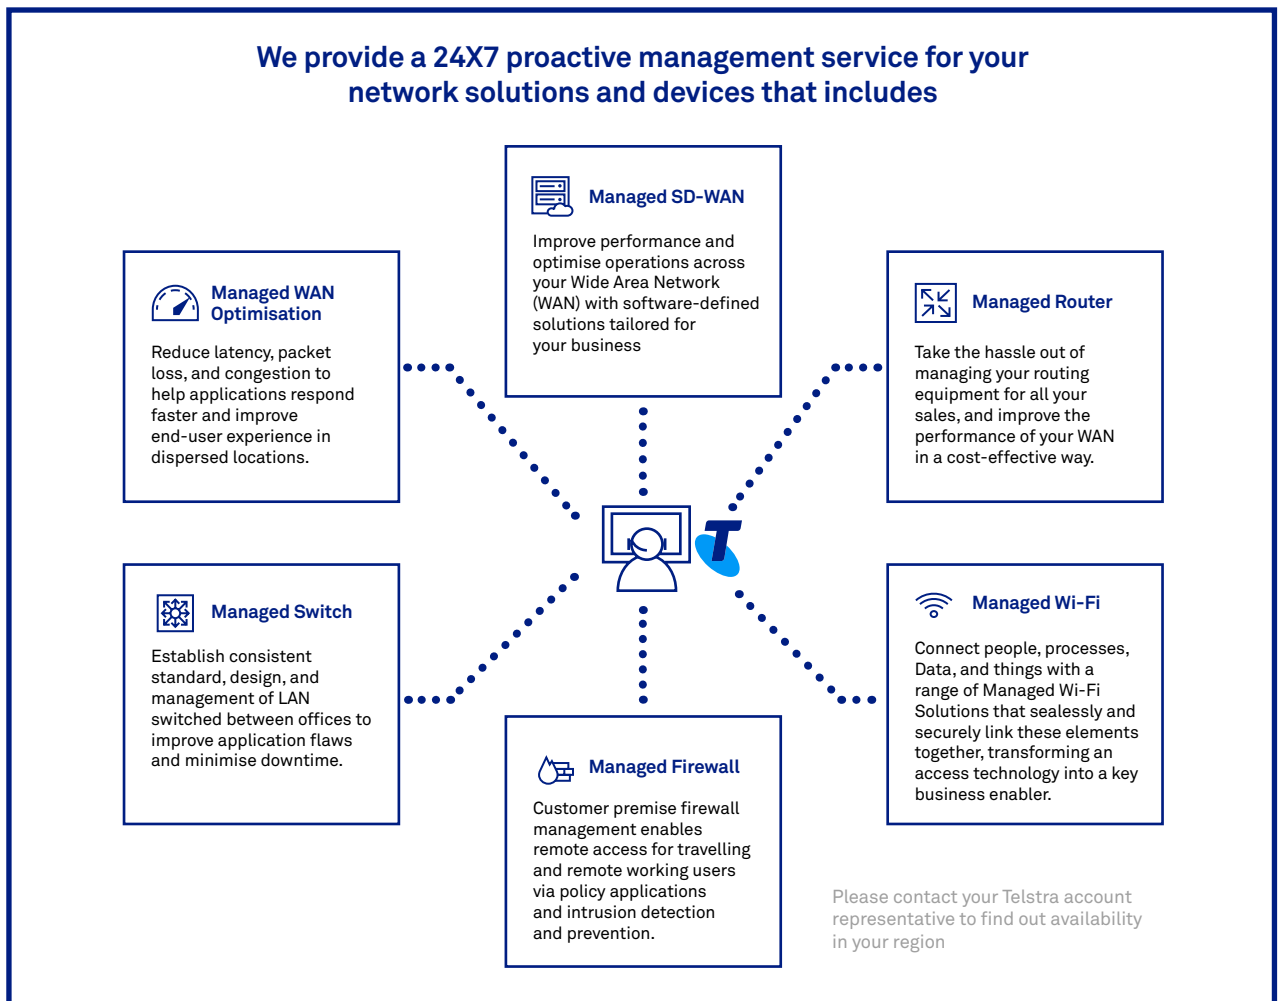 We provide a 24X7 proactive management service for your
network solutions and devices that includes
Managed SD-WAN
Improve performance and
optimise operations across
your Wide Area Network
(WAN) with software-defined
solutions tailored for
your business
Managed WAN
Optimisation
Reduce latency, packet
loss, and congestion to
help applications respond
faster and improve
end-user experience in
dispersed locations.
Managed Router
Take the hassle out of
managing your routing
equipment for all your
sales, and improve the
performance of your WAN
in a cost-effective way.
Managed Switch
Establish consistent
standard, design, and
management of LAN
switched between offices to
improve application flaws
and minimise downtime.
Managed Wi-Fi
Connect people, processes,
Data, and things with a
range of Managed Wi-Fi
Solutions that sealessly and
securely link these elements
together, transforming an
access technology into a key
business enabler.
Managed Firewall
Customer premise firewall
management enables
remote access for travelling
and remote working users
via policy applications
and intrusion detection
and prevention.
Please contact your Telstra account
representative to find out availability
in your region